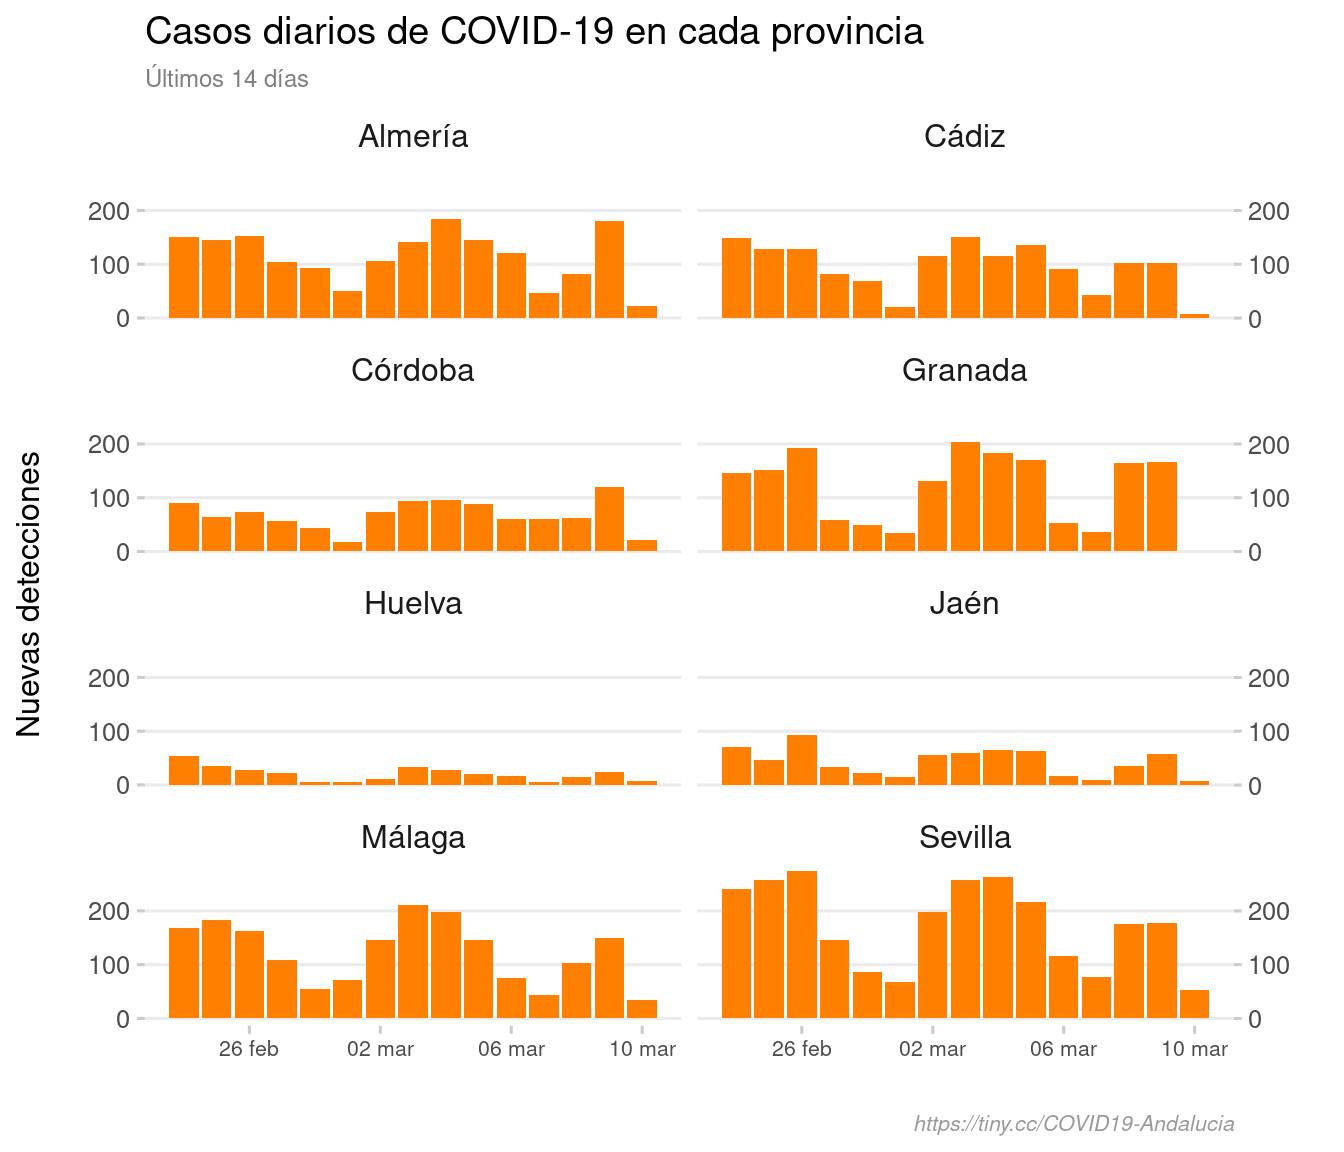 Casos diarios de COVID-19 en cada provincia
Últimos 14 días
Nuevas detecciones
Almería
Cádiz
200
100
0
200
100
0
Córdoba
Granada
200
100
0
200
100
0
Huelva
Jaén
200
100
0
200
100
0
Málaga
Sevilla
200
100
0
200
100
0
26 feb 02 mar 06 mar 10 mar
26 feb 02 mar 06 mar 10 mar
https://tiny.cc/COVID19-Andalucia